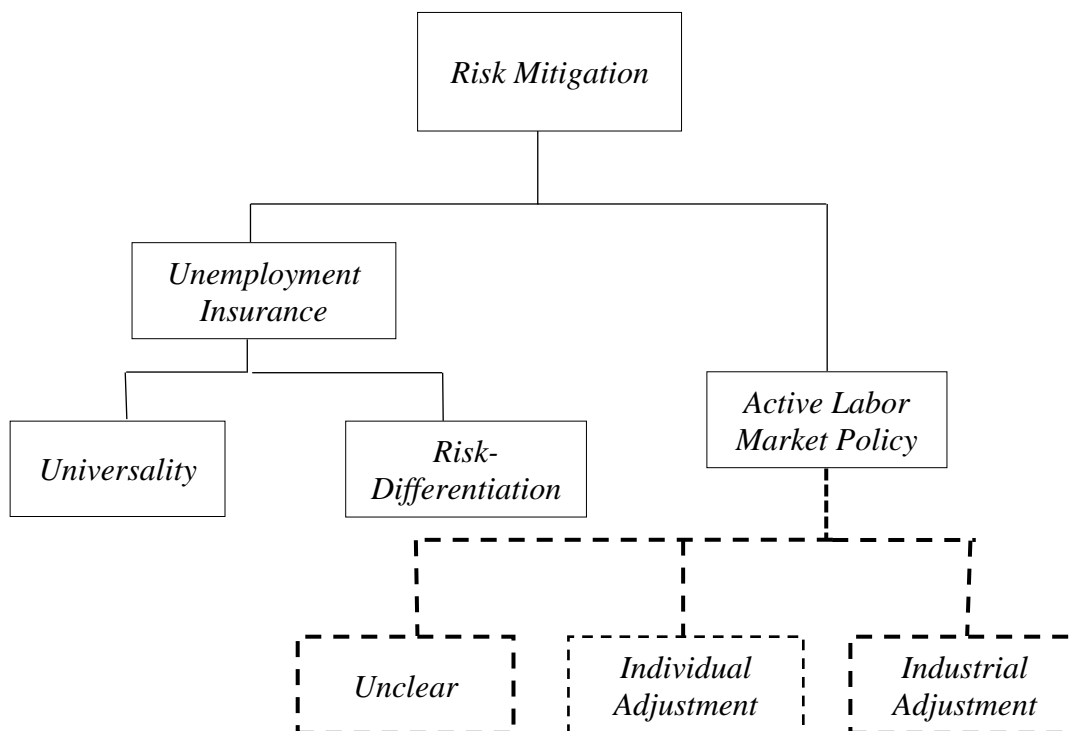 Risk Mitigation
Unemployment
Insurance
Active Labor
Market Policy
Universality
Risk-
Differentiation
Unclear
Individual
Adjustment
Industrial
Adjustment